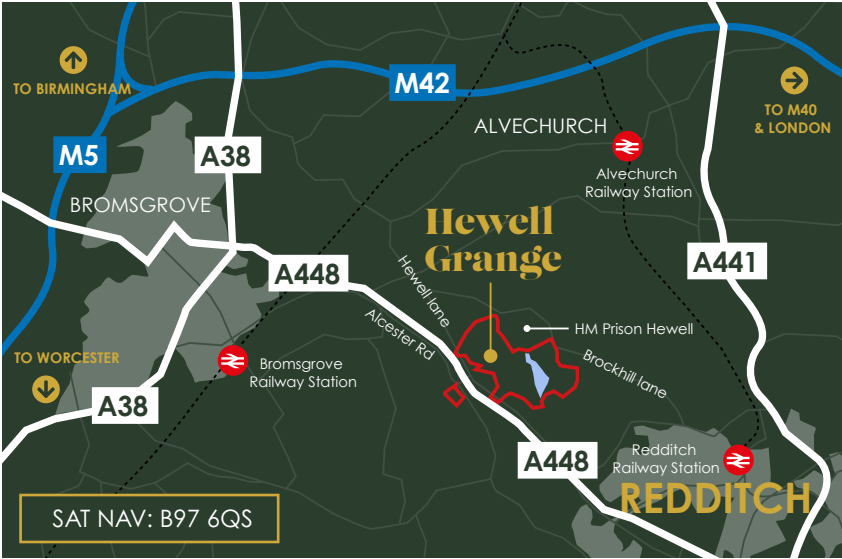 TO BIRMINGHAM
M42
TO M40
& LONDON
M5
A38
ALVECHURCH
Alvechurch
Railway Station
BROMSGROVE
Hewell
Grange
A448
Hewell lane
A441
Alcester Rd
HM Prison Hewell
TO WORCESTER
Bromsgrove
Railway Station
Brockhill lane
A38
A448
Redditch
Railway Station
REDDITCH
SAT NAV: B97 6QS